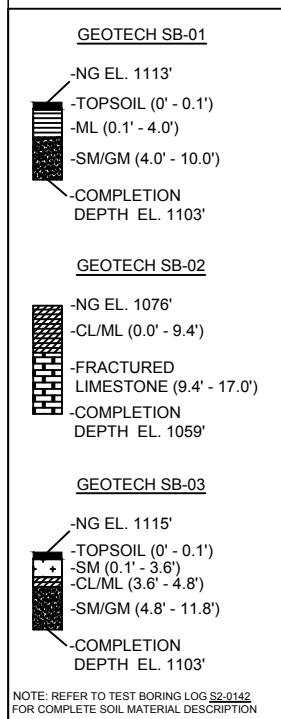 GEOTECH SB-01
-NG EL. 1113'
-TOPSOIL (0' - 0.1')
-ML (0.1' - 4.0')
-SM/GM (4.0' - 10.0')
-COMPLETION
DEPTH EL. 1103'
GEOTECH SB-02
-NG EL. 1076'
-CL/ML (0.0' - 9.4')
-FRACTURED
LIMESTONE (9.4' - 17.0')
-COMPLETION
DEPTH EL. 1059'
GEOTECH SB-03
-NG EL. 1115'
-TOPSOIL (0' - 0.1')
-SM (0.1' - 3.6')
-CL/ML (3.6' - 4.8')
-SM/GM (4.8' - 11.8')
-COMPLETION
DEPTH EL. 1103'
NOTE: REFER TO TEST BORING LOG S2-0142
FOR COMPLETE SOIL MATERIAL DESCRIPTION